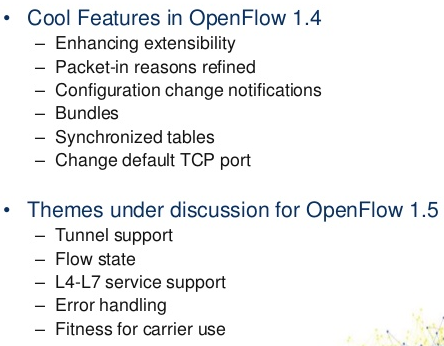 • Cool Features in OpenFlow 1.4
– Enhancing extensibility
– Packet-in reasons refined
– Configuration change notifications
– Bundles
– Synchronized tables
– Change default TCP port
• Themes under discussion for OpenFlow 1.5
– Tunnel support
– Flow state
– L4-L7 service support
– Error handling
– Fitness for carrier use